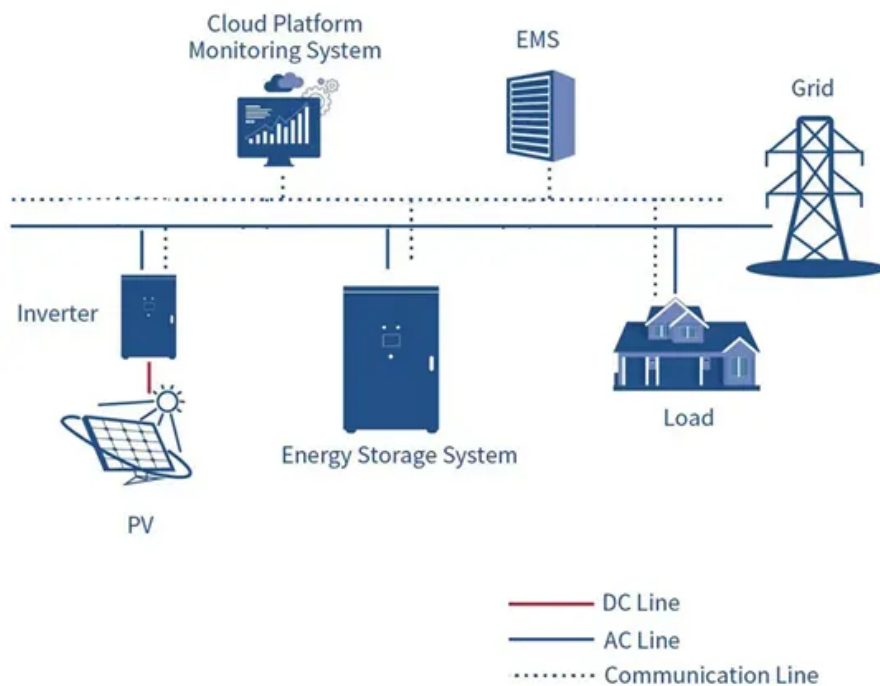 Cloud Platform
Monitoring System
EMS
Grid
Inverter
Load
Energy Storage System
PV
DC Line
AC Line
Communication Line